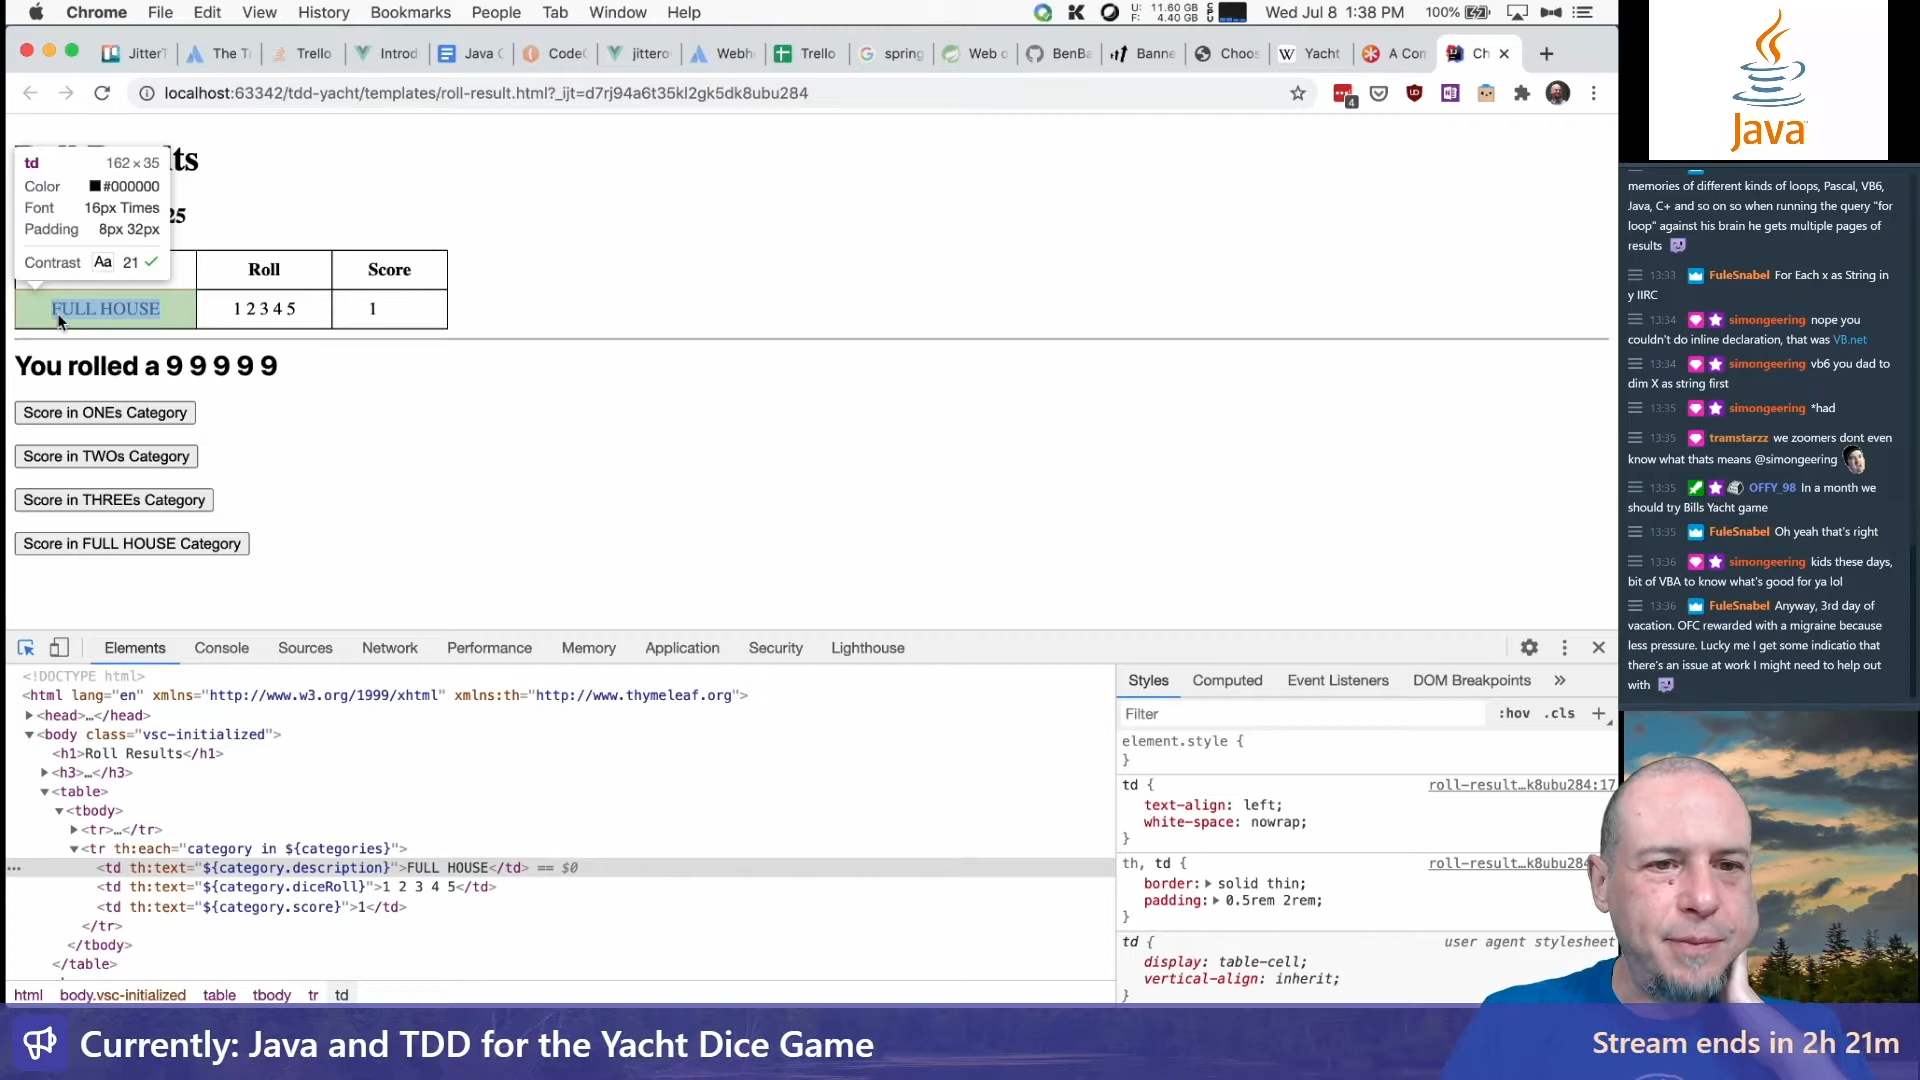 Chrome File Edit View History Bookmarks People Tab Window Help
U: 11.60 GB
F: 4.40 GB
CPU
Wed Jul 8 1:38 PM 100%
JitterT
The Ti
Trello
Introd
Java C
Code
jittero
Webh
Trello
spring
Web o
BenBa
Banne
Choos
Yacht
A Con
Ch
localhost:63342/tdd-yacht/templates/roll-result.html?_ijt=d7rj94a6t35kl2gk5dk8ubu284
4
ts
td 162 × 35
Color #000000
Font 16px Times
Padding 8px 32px
Contrast Aa 21
25
Roll Score
FULL HOUSE 1 2 3 4 5 1
You rolled a 9 9 9 9 9
Score in ONEs Category
Score in TWOs Category
Score in THREEs Category
Score in FULL HOUSE Category
Elements Console Sources Network Performance Memory Application Security Lighthouse
<!DOCTYPE html>
<html lang="en" xmlns="http://www.w3.org/1999/xhtml" xmlns:th="http://www.thymeleaf.org">
<head>…</head>
<body class="vsc-initialized">
<h1>Roll Results</h1>
<h3>…</h3>
<table>
<tbody>
<tr>…</tr>
<tr th:each="category in ${categories}">
<td th:text="${category.description}">FULL HOUSE</td> == $0
<td th:text="${category.diceRoll}">1 2 3 4 5</td>
<td th:text="${category.score}">1</td>
</tr>
</tbody>
</table>
html body.vsc-initialized table tbody tr td
Styles Computed Event Listeners DOM Breakpoints »
Filter :hov .cls +
element.style {
}
td { roll-result…k8ubu284:17
text-align: left;
white-space: nowrap;
}
th, td { roll-result…k8ubu284
border: solid thin;
padding: 0.5rem 2rem;
}
td { user agent stylesheet
display: table-cell;
vertical-align: inherit;
}
Java
memories of different kinds of loops, Pascal, VB6,
Java, C+ and so on so when running the query "for
loop" against his brain he gets multiple pages of
results
13:33 FuleSnabel For Each x as String in
y IIRC
13:34 simongeering nope you
couldn't do inline declaration, that was VB.net
13:34 simongeering vb6 you dad to
dim X as string first
13:35 simongeering *had
13:35 tramstarzz we zoomers dont even
know what thats means @simongeering
13:35 OFFY_98 In a month we
should try Bills Yacht game
13:35 FuleSnabel Oh yeah that's right
13:36 simongeering kids these days,
bit of VBA to know what's good for ya lol
13:36 FuleSnabel Anyway, 3rd day of
vacation. OFC rewarded with a migraine because
less pressure. Lucky me I get some indicatio that
there's an issue at work I might need to help out
with
Currently: Java and TDD for the Yacht Dice Game
Stream ends in 2h 21m